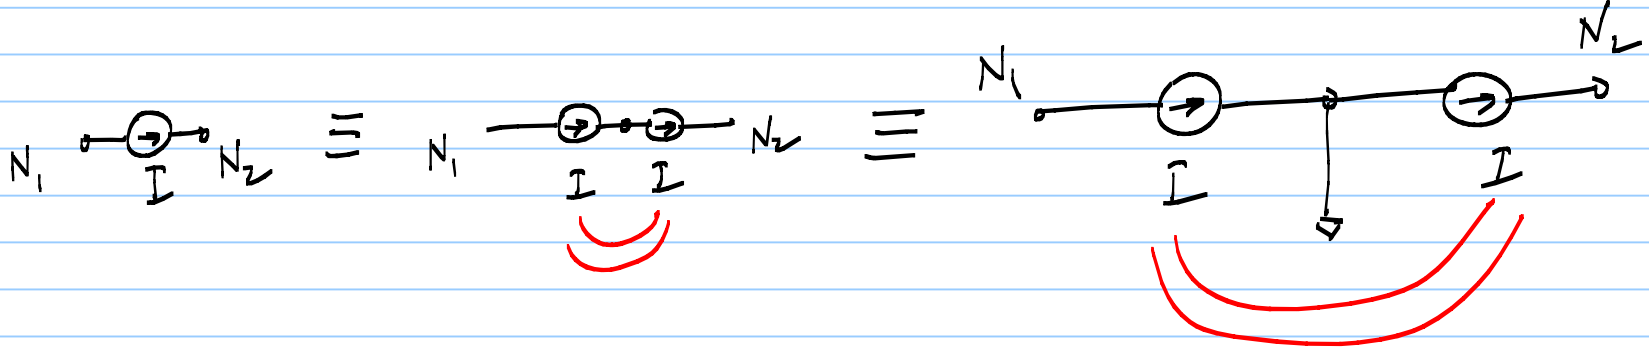 N₁ I N₂ ≡ N₁ I I N₂ ≡ N₁ I I N₂